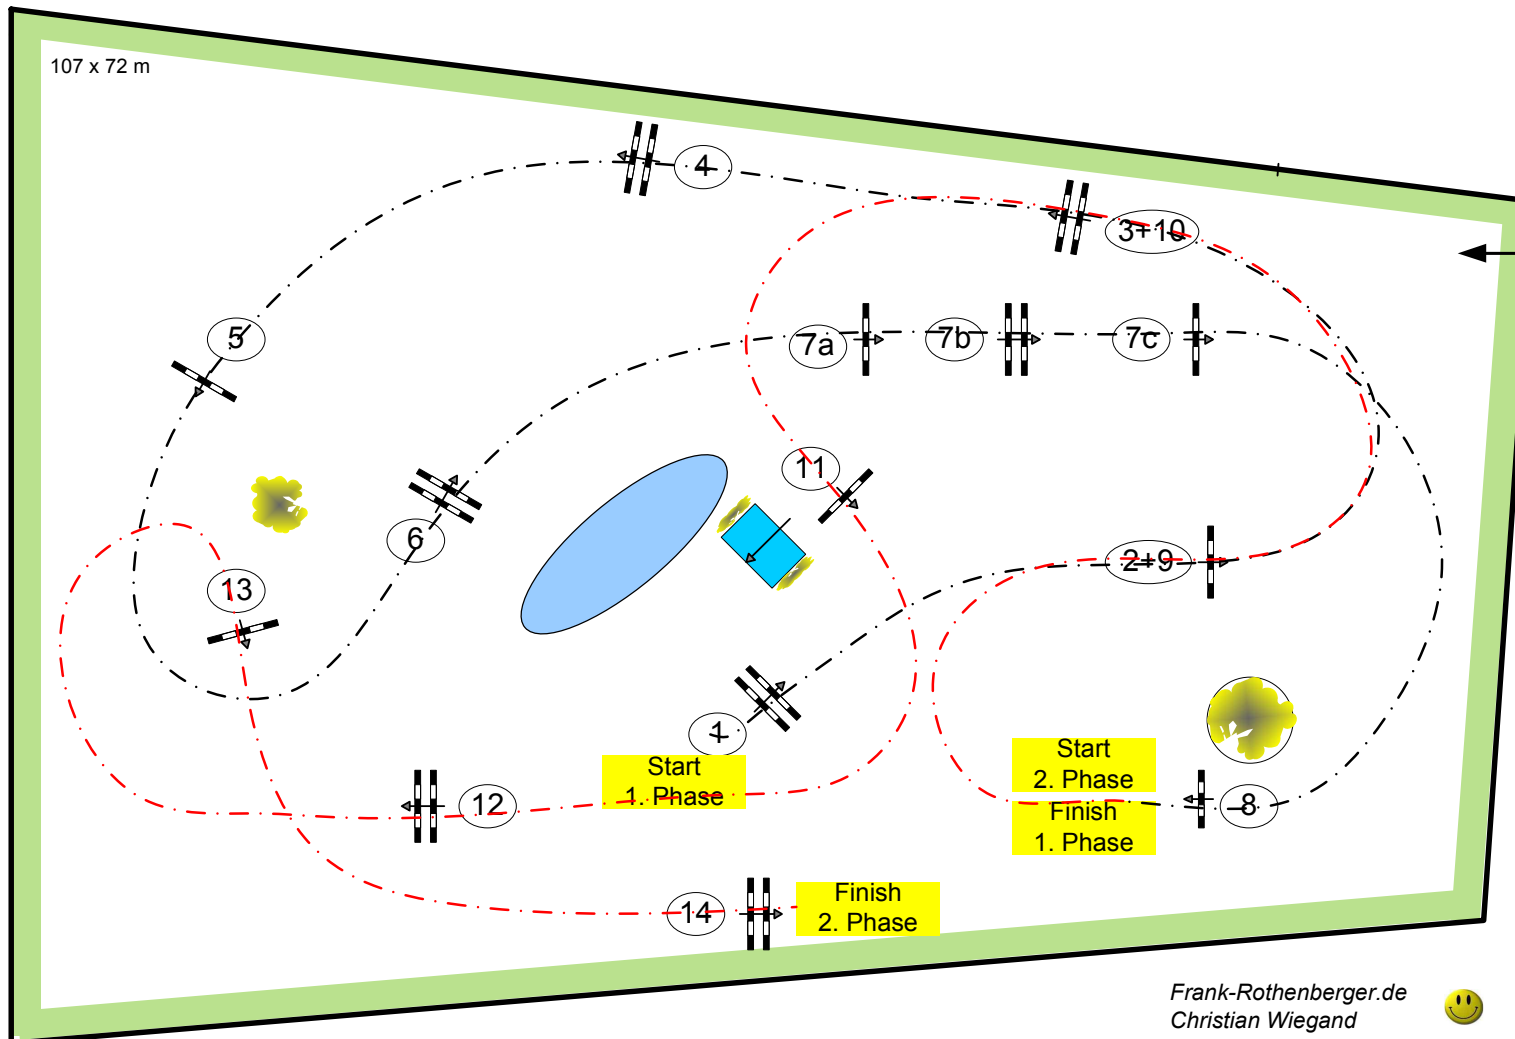 107 x 72 m
4
3+10
5
7a
7b
7c
11
6
2+9
13
1
Start
1. Phase
Start
2. Phase
12
8
Finish
1. Phase
14
Finish
2. Phase
Frank-Rothenberger.de
Christian Wiegand